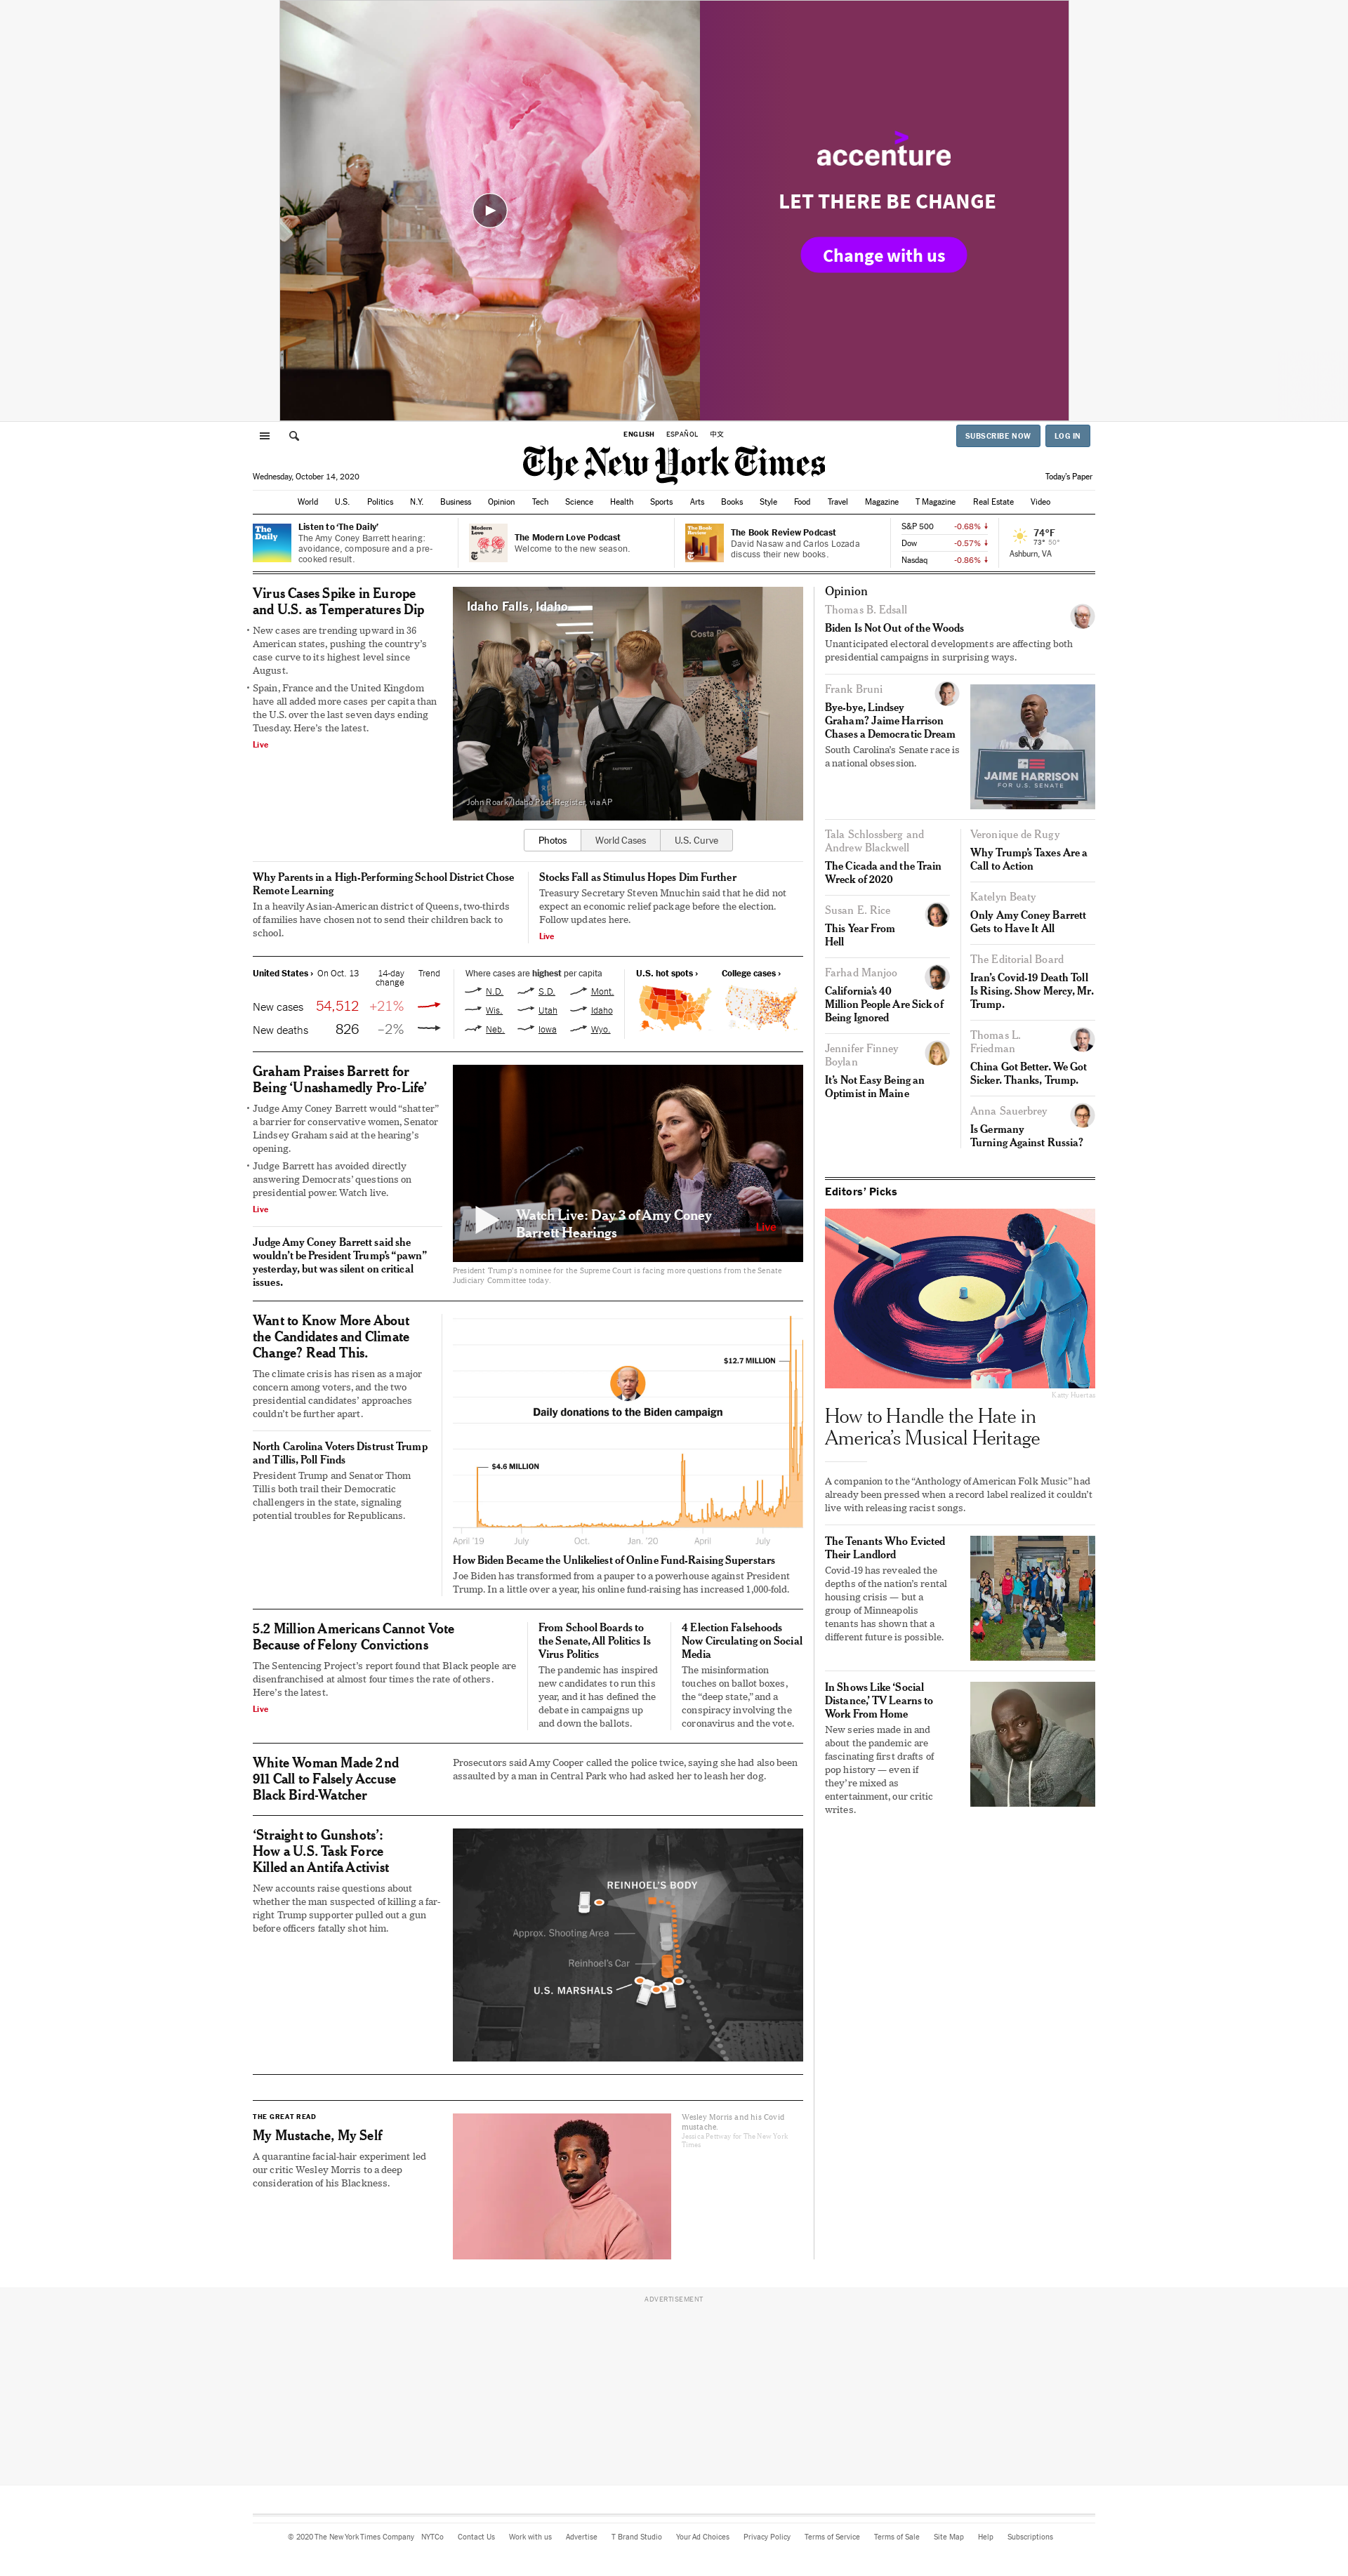 accenture
LET THERE BE CHANGE
Change with us
ENGLISH ESPAÑOL 中文
SUBSCRIBE NOW LOG IN
The New York Times
Wednesday, October 14, 2020
Today's Paper
World U.S. Politics N.Y. Business Opinion Tech Science Health Sports Arts Books Style Food Travel Magazine T Magazine Real Estate Video
The Daily
Listen to 'The Daily'
The Amy Coney Barrett hearing:
avoidance, composure and a pre-
cooked result.
Modern Love
The Modern Love Podcast
Welcome to the new season.
The Book Review
The Book Review Podcast
David Nasaw and Carlos Lozada
discuss their new books.
S&P 500 -0.68%
Dow -0.57%
Nasdaq -0.86%
74°F
73° 50°
Ashburn, VA
Virus Cases Spike in Europe
and U.S. as Temperatures Dip
• New cases are trending upward in 36
American states, pushing the country's
case curve to its highest level since
August.
• Spain, France and the United Kingdom
have all added more cases per capita than
the U.S. over the last seven days ending
Tuesday. Here's the latest.
Live
Idaho Falls, Idaho
John Roark/Idaho Post-Register, via AP
Photos World Cases U.S. Curve
Why Parents in a High-Performing School District Chose
Remote Learning
In a heavily Asian-American district of Queens, two-thirds
of families have chosen not to send their children back to
school.
Stocks Fall as Stimulus Hopes Dim Further
Treasury Secretary Steven Mnuchin said that he did not
expect an economic relief package before the election.
Follow updates here.
Live
United States › On Oct. 13 14-day change Trend
New cases 54,512 +21%
New deaths 826 –2%
Where cases are highest per capita
N.D. S.D. Mont.
Wis. Utah Idaho
Neb. Iowa Wyo.
U.S. hot spots ›
College cases ›
Graham Praises Barrett for
Being 'Unashamedly Pro-Life'
• Judge Amy Coney Barrett would "shatter"
a barrier for conservative women, Senator
Lindsey Graham said at the hearing's
opening.
• Judge Barrett has avoided directly
answering Democrats' questions on
presidential power. Watch live.
Live
Judge Amy Coney Barrett said she
wouldn't be President Trump's "pawn"
yesterday, but was silent on critical
issues.
Watch Live: Day 3 of Amy Coney
Barrett Hearings
Live
President Trump's nominee for the Supreme Court is facing more questions from the Senate
Judiciary Committee today.
Want to Know More About
the Candidates and Climate
Change? Read This.
The climate crisis has risen as a major
concern among voters, and the two
presidential candidates' approaches
couldn't be further apart.
North Carolina Voters Distrust Trump
and Tillis, Poll Finds
President Trump and Senator Thom
Tillis both trail their Democratic
challengers in the state, signaling
potential troubles for Republicans.
$12.7 MILLION
Daily donations to the Biden campaign
$4.6 MILLION
April '19 July Oct. Jan. '20 April July
How Biden Became the Unlikeliest of Online Fund-Raising Superstars
Joe Biden has transformed from a pauper to a powerhouse against President
Trump. In a little over a year, his online fund-raising has increased 1,000-fold.
5.2 Million Americans Cannot Vote
Because of Felony Convictions
The Sentencing Project's report found that Black people are
disenfranchised at almost four times the rate of others.
Here's the latest.
Live
From School Boards to
the Senate, All Politics Is
Virus Politics
The pandemic has inspired
new candidates to run this
year, and it has defined the
debate in campaigns up
and down the ballots.
4 Election Falsehoods
Now Circulating on Social
Media
The misinformation
touches on ballot boxes,
the "deep state," and a
conspiracy involving the
coronavirus and the vote.
White Woman Made 2nd
911 Call to Falsely Accuse
Black Bird-Watcher
Prosecutors said Amy Cooper called the police twice, saying she had also been
assaulted by a man in Central Park who had asked her to leash her dog.
'Straight to Gunshots':
How a U.S. Task Force
Killed an Antifa Activist
New accounts raise questions about
whether the man suspected of killing a far-
right Trump supporter pulled out a gun
before officers fatally shot him.
REINHOEL'S BODY
Approx. Shooting Area
Reinhoel's Car
U.S. MARSHALS
THE GREAT READ
My Mustache, My Self
A quarantine facial-hair experiment led
our critic Wesley Morris to a deep
consideration of his Blackness.
Wesley Morris and his Covid
mustache.
Jessica Pettway for The New York
Times
Opinion
Thomas B. Edsall
Biden Is Not Out of the Woods
Unanticipated electoral developments are affecting both
presidential campaigns in surprising ways.
Frank Bruni
Bye-bye, Lindsey
Graham? Jaime Harrison
Chases a Democratic Dream
South Carolina's Senate race is
a national obsession.
JAIME HARRISON
FOR U.S. SENATE
Tala Schlossberg and
Andrew Blackwell
The Cicada and the Train
Wreck of 2020
Susan E. Rice
This Year From
Hell
Farhad Manjoo
California's 40
Million People Are Sick of
Being Ignored
Jennifer Finney
Boylan
It's Not Easy Being an
Optimist in Maine
Veronique de Rugy
Why Trump's Taxes Are a
Call to Action
Katelyn Beaty
Only Amy Coney Barrett
Gets to Have It All
The Editorial Board
Iran's Covid-19 Death Toll
Is Rising. Show Mercy, Mr.
Trump.
Thomas L.
Friedman
China Got Better. We Got
Sicker. Thanks, Trump.
Anna Sauerbrey
Is Germany
Turning Against Russia?
Editors' Picks
Katty Huertas
How to Handle the Hate in
America's Musical Heritage
A companion to the "Anthology of American Folk Music" had
already been pressed when a record label realized it couldn't
live with releasing racist songs.
The Tenants Who Evicted
Their Landlord
Covid-19 has revealed the
depths of the nation's rental
housing crisis — but a
group of Minneapolis
tenants has shown that a
different future is possible.
In Shows Like 'Social
Distance,' TV Learns to
Work From Home
New series made in and
about the pandemic are
fascinating first drafts of
pop history — even if
they're mixed as
entertainment, our critic
writes.
ADVERTISEMENT
© 2020 The New York Times Company NYTCo Contact Us Work with us Advertise T Brand Studio Your Ad Choices Privacy Policy Terms of Service Terms of Sale Site Map Help Subscriptions